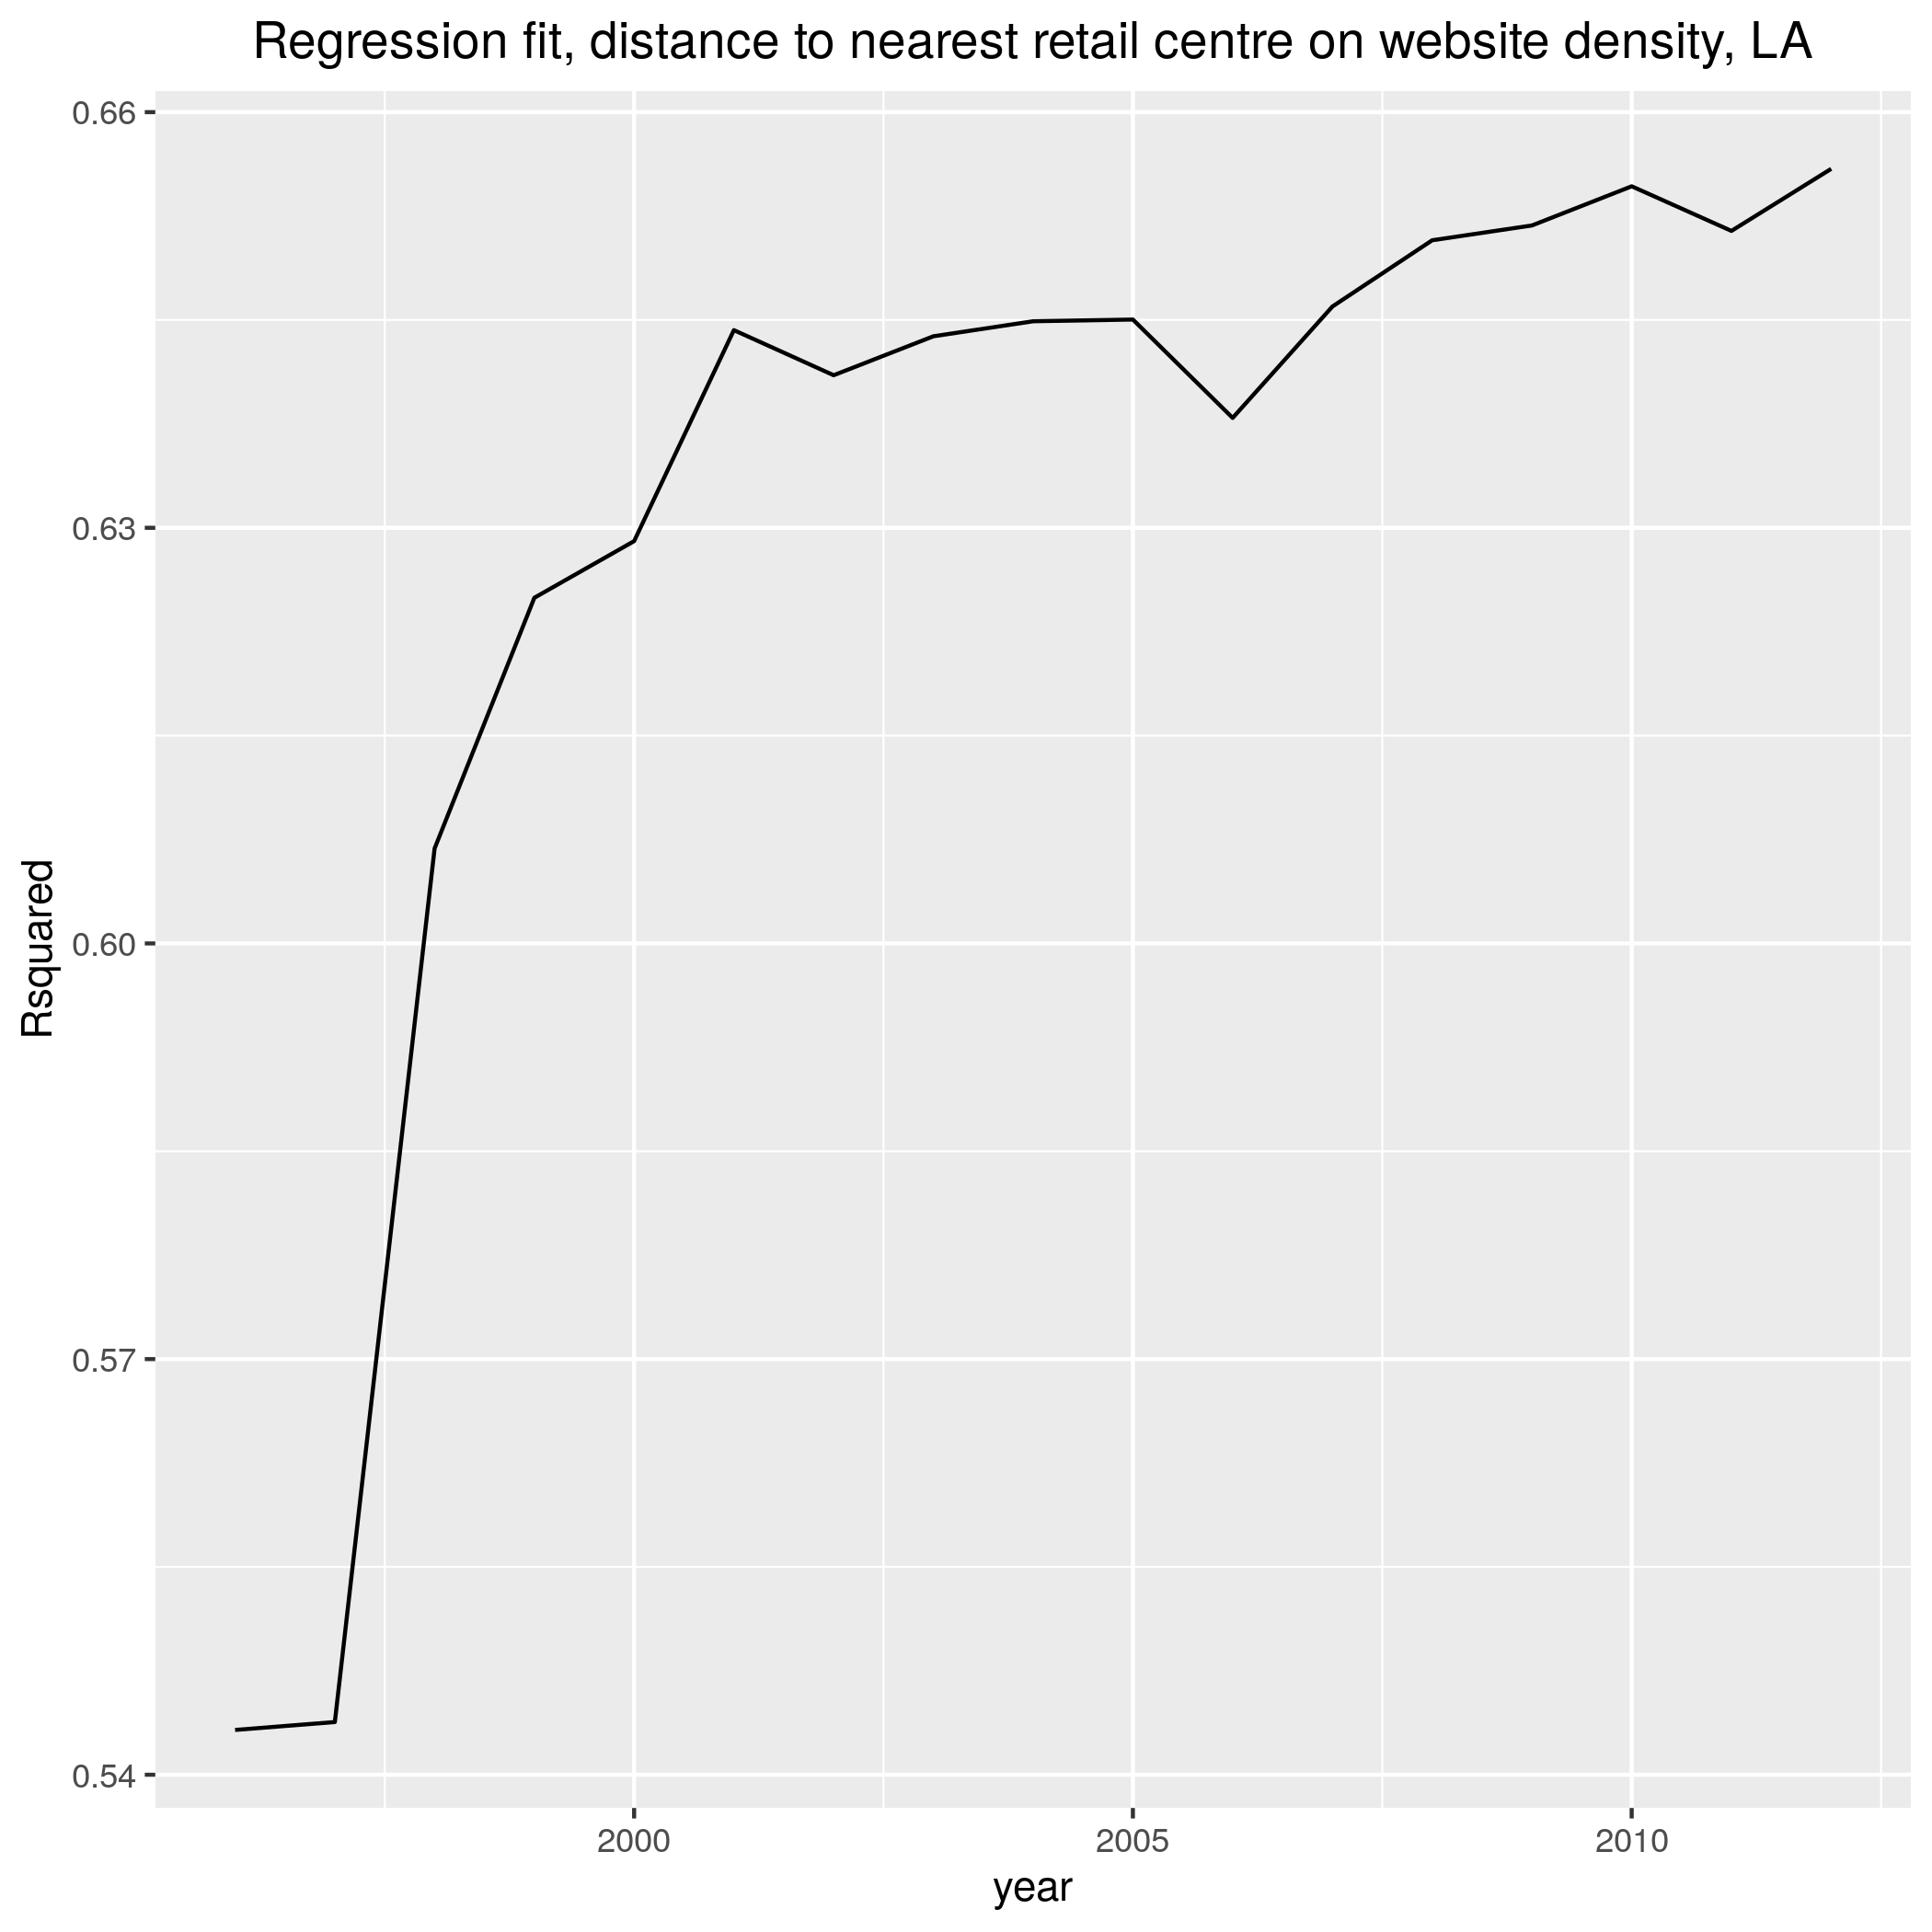 Regression fit, distance to nearest retail centre on website density, LA
Rsquared
0.66
0.63
0.60
0.57
0.54
2000
2005
2010
year